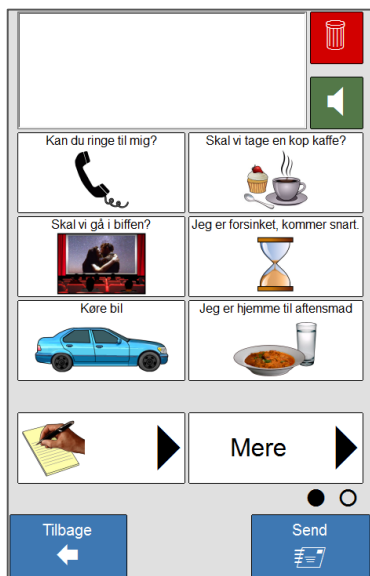 Kan du ringe til mig?
Skal vi tage en kop kaffe?
Skal vi gå i biffen?
Jeg er forsinket, kommer snart.
Køre bil
Jeg er hjemme til aftensmad
Mere
Tilbage
Send